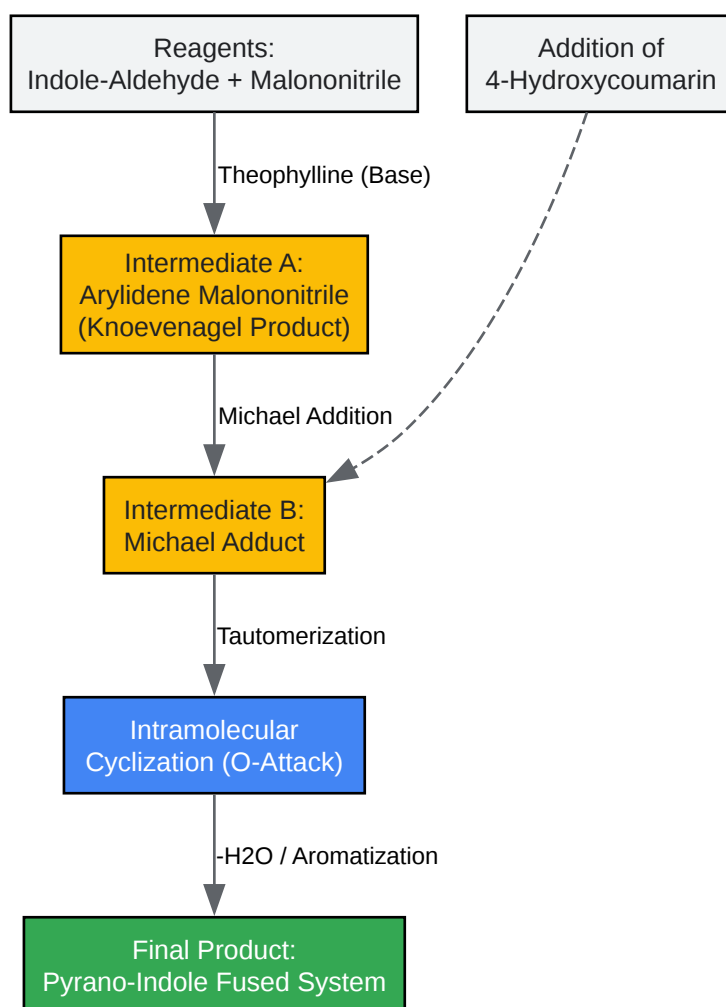 Reagents:
Indole-Aldehyde + Malononitrile
Addition of
4-Hydroxycoumarin
Theophylline (Base)
Intermediate A:
Arylidene Malononitrile
(Knoevenagel Product)
Michael Addition
Intermediate B:
Michael Adduct
Tautomerization
Intramolecular
Cyclization (O-Attack)
-H2O / Aromatization
Final Product:
Pyrano-Indole Fused System